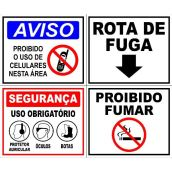 AVISO
PROIBIDO
O USO DE
CELULARES
NESTA ÁREA
ROTA DE
FUGA
SEGURANÇA
USO OBRIGATÓRIO
PROTETOR
AURICULAR
ÓCULOS
BOTAS
PROIBIDO
FUMAR